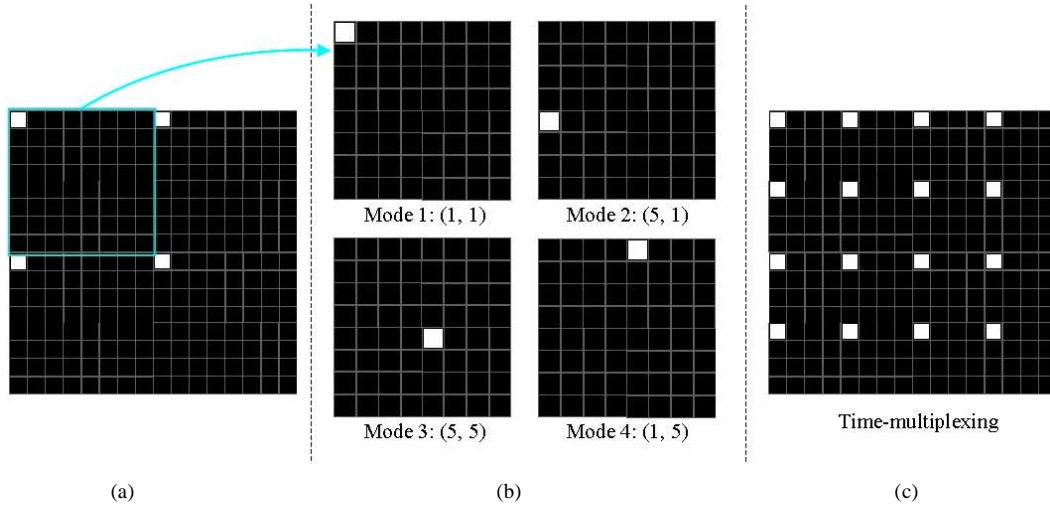 Mode 1: (1, 1)
Mode 2: (5, 1)
Mode 3: (5, 5)
Mode 4: (1, 5)
Time-multiplexing
(a)
(b)
(c)